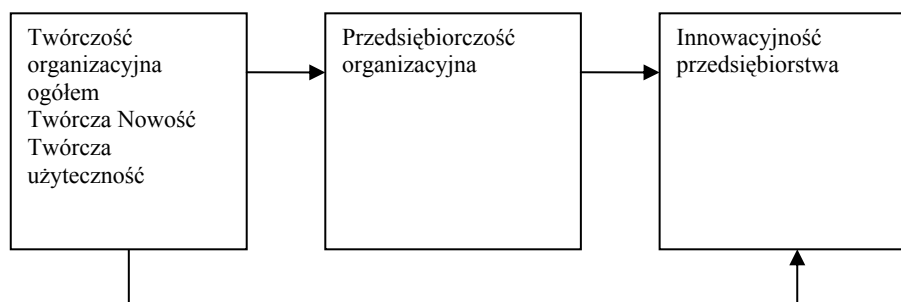 Twórczość
organizacyjna
ogółem
Twórcza Nowość
Twórcza
użyteczność
Przedsiębiorczość
organizacyjna
Innowacyjność
przedsiębiorstwa